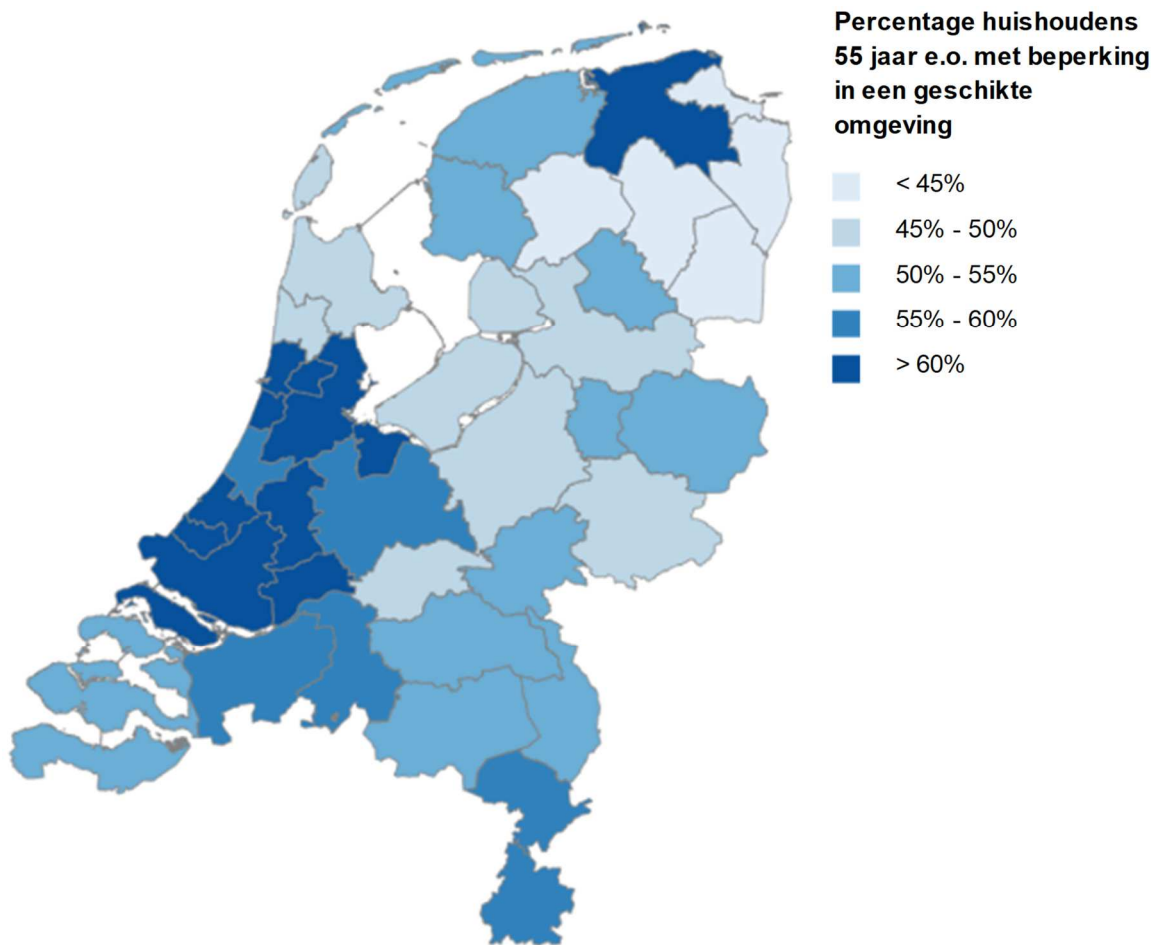 Percentage huishoudens
55 jaar e.o. met beperking
in een geschikte
omgeving
< 45%
45% - 50%
50% - 55%
55% - 60%
> 60%